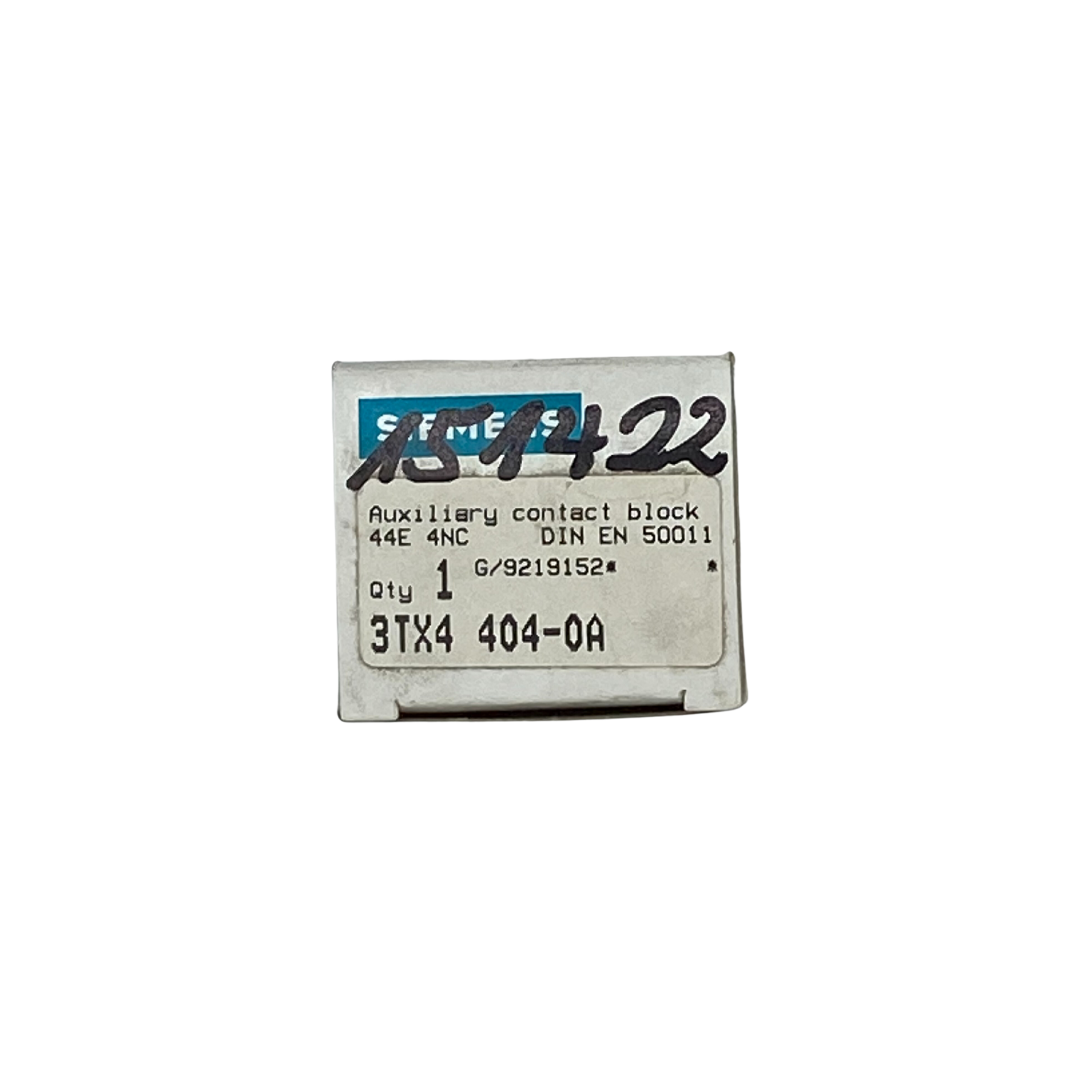 SIEMENS
151422
Auxiliary contact block
44E 4NC DIN EN 50011
G/9219152* *
Qty 1
3TX4 404-0A